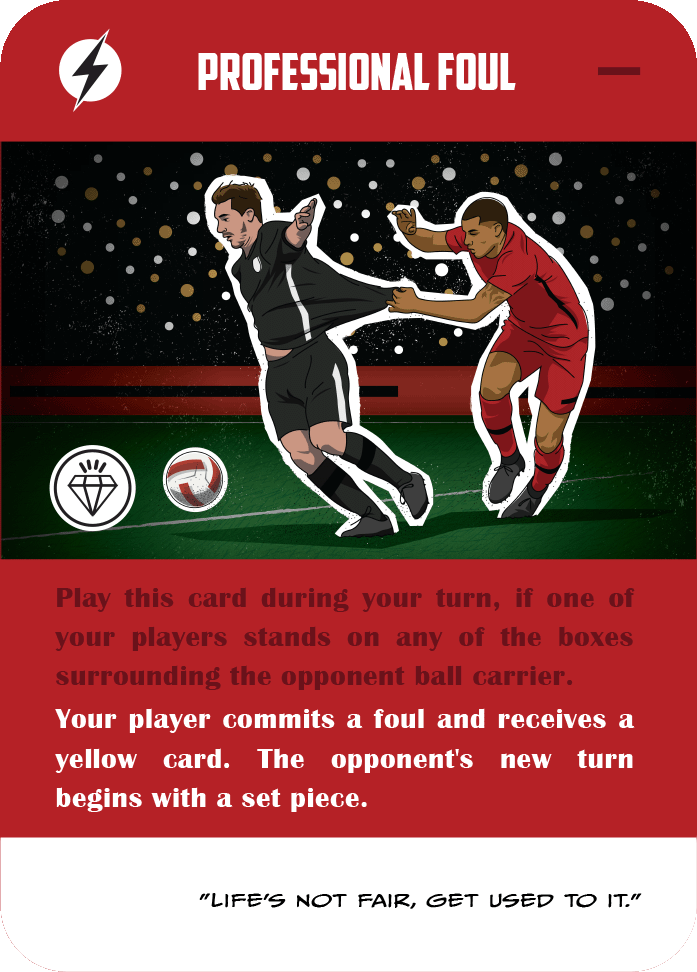 PROFESSIONAL FOUL
Play this card during your turn, if one of
your players stands on any of the boxes
surrounding the opponent ball carrier.
Your player commits a foul and receives a
yellow card. The opponent's new turn
begins with a set piece.
"LIFE'S NOT FAIR, GET USED TO IT."